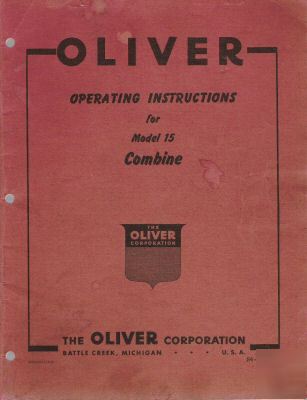 OLIVER
OPERATING INSTRUCTIONS
for
Model 15
Combine
THE
OLIVER
CORPORATION
THE OLIVER CORPORATION
BATTLE CREEK, MICHIGAN • • • U. S. A.